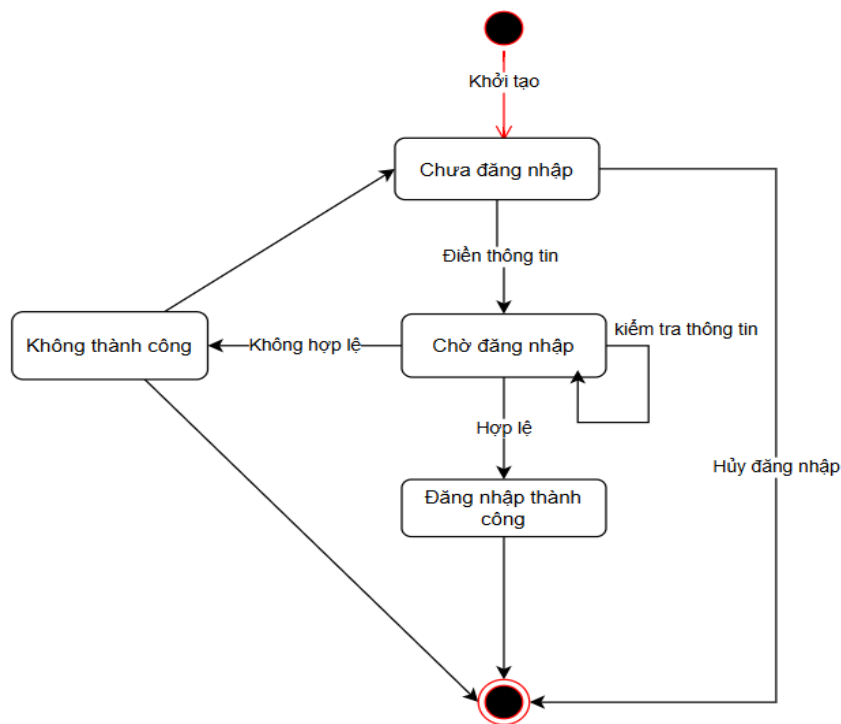 Khởi tạo
Chưa đăng nhập
Điền thông tin
kiểm tra thông tin
Không thành công
Không hợp lệ
Chờ đăng nhập
Hợp lệ
Hủy đăng nhập
Đăng nhập thành
công